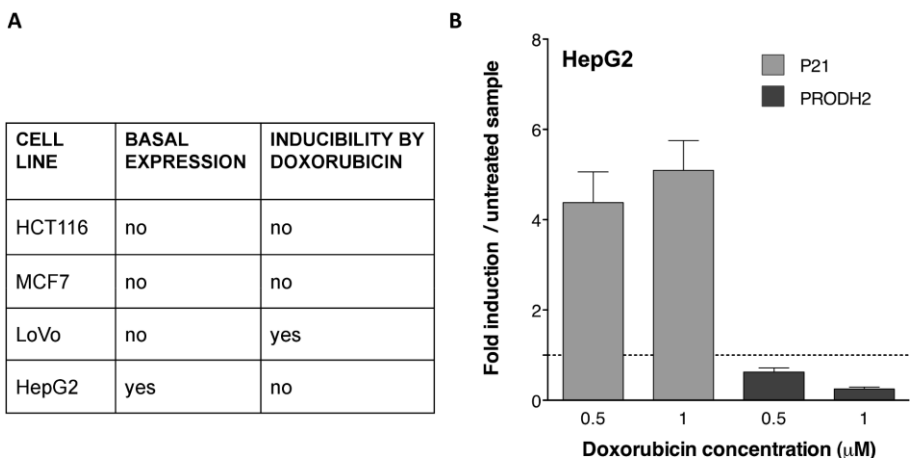 A
CELL LINE	BASAL EXPRESSION	INDUCIBILITY BY DOXORUBICIN
HCT116	no	no
MCF7	no	no
LoVo	no	yes
HepG2	yes	no
B
HepG2
P21
PRODH2
Fold induction / untreated sample
8
6
4
2
0
0.5	1	0.5	1
Doxorubicin concentration (μM)